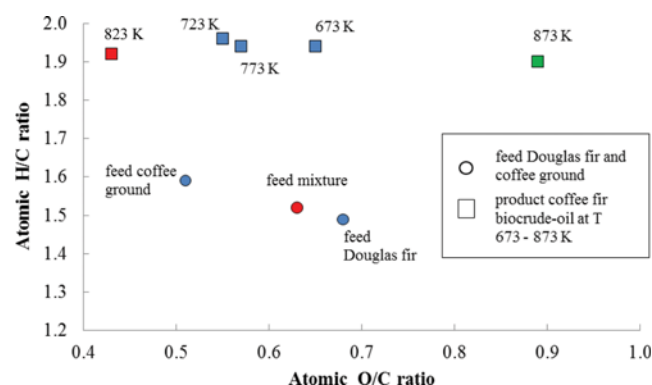 2.0
1.9
1.8
1.7
1.6
1.5
1.4
1.3
1.2
Atomic H/C ratio
823 K
723 K
773 K
673 K
873 K
feed coffee
ground
feed mixture
feed
Douglas fir
feed Douglas fir and
coffee ground
product coffee fir
biocrude-oil at T
673 - 873 K
0.4 0.5 0.6 0.7 0.8 0.9 1.0
Atomic O/C ratio